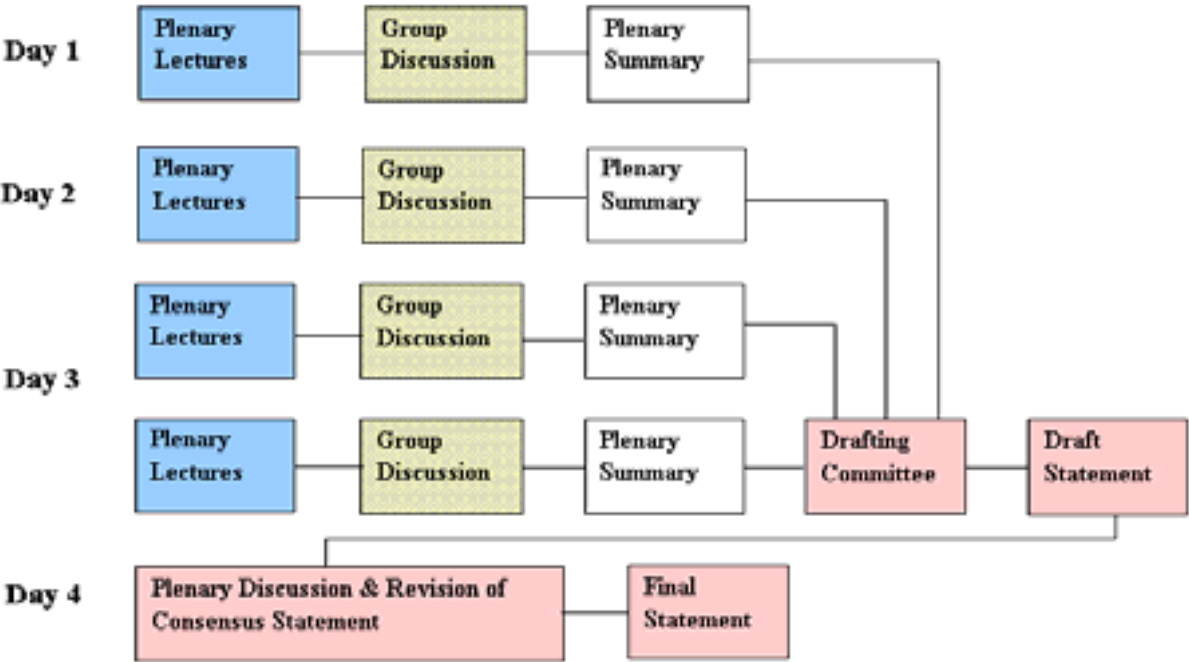 Day 1
Plenary
Lectures
Group
Discussion
Plenary
Summary
Day 2
Plenary
Lectures
Group
Discussion
Plenary
Summary
Day 3
Plenary
Lectures
Group
Discussion
Plenary
Summary
Plenary
Lectures
Group
Discussion
Plenary
Summary
Drafting
Committee
Draft
Statement
Day 4
Plenary Discussion & Revision of
Consensus Statement
Final
Statement